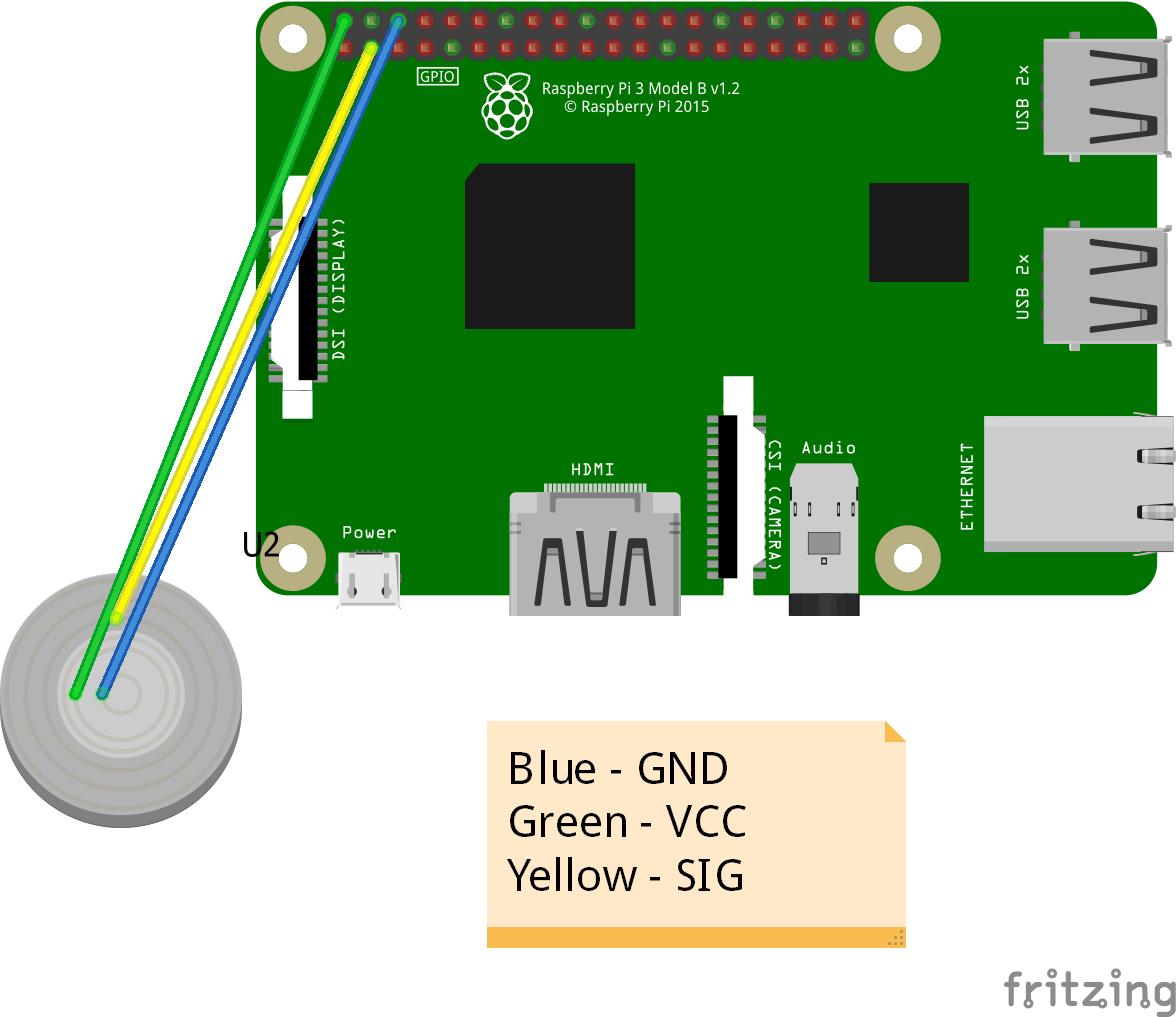 GPIO
Raspberry Pi 3 Model B v1.2
© Raspberry Pi 2015
USB 2x
USB 2x
DSI (DISPLAY)
ETHERNET
CSI (CAMERA)
Audio
HDMI
Power
U2
Blue - GND
Green - VCC
Yellow - SIG
fritzing